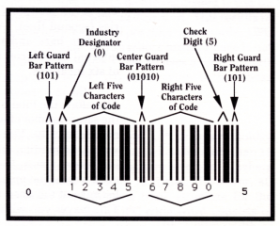 Industry
Designator
(0)
Check
Digit (5)
Left Guard
Bar Pattern
(101)
Center Guard
Bar Pattern
(01010)
Right Guard
Bar Pattern
(101)
Left Five
Characters
of Code
Right Five
Characters
of Code
0 1 2 3 4 5 6 7 8 9 0 5